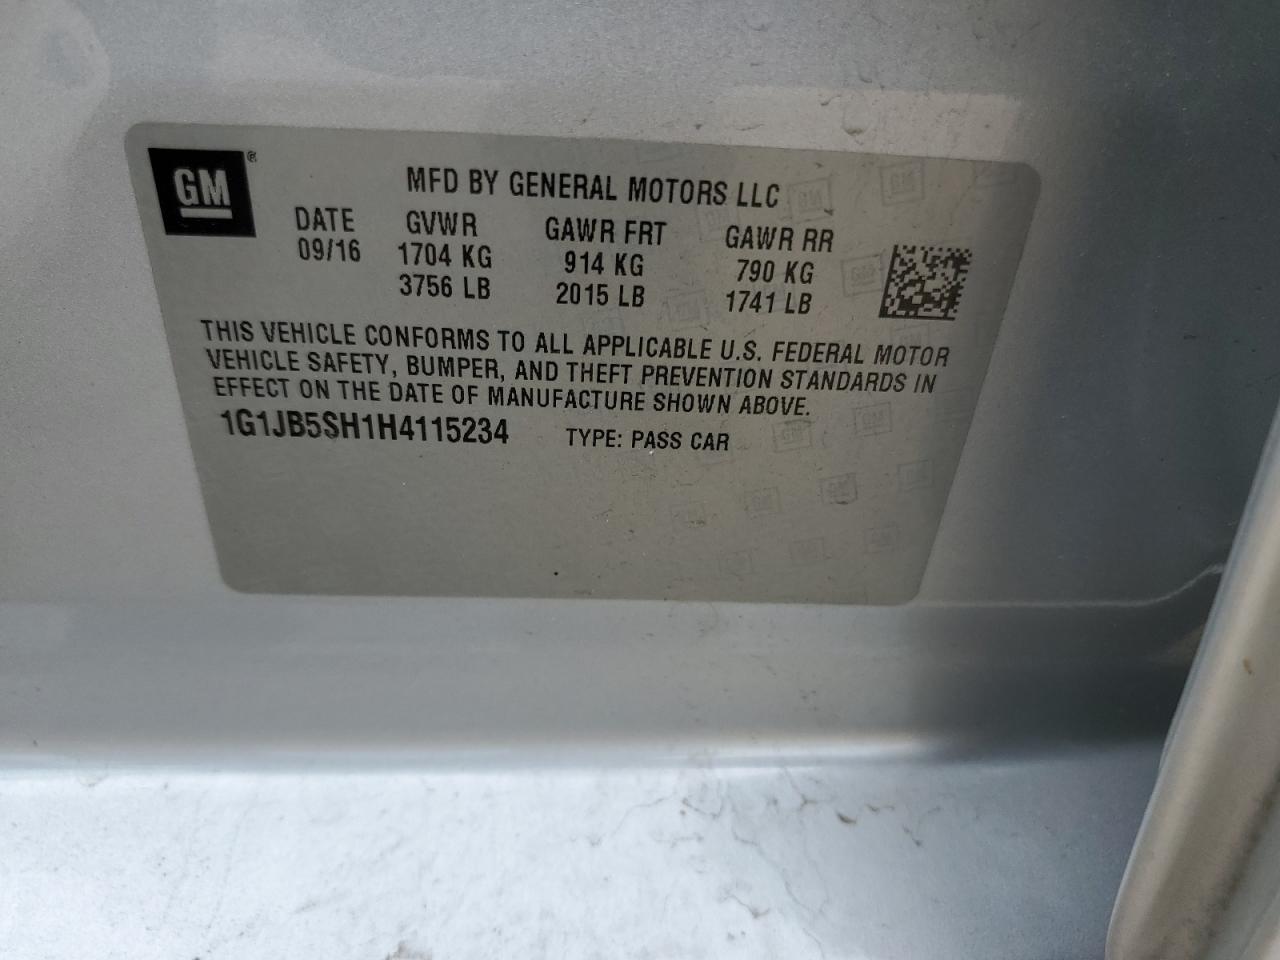 GM®
MFD BY GENERAL MOTORS LLC
DATE GVWR GAWR FRT GAWR RR
09/16 1704 KG 914 KG 790 KG
3756 LB 2015 LB 1741 LB
THIS VEHICLE CONFORMS TO ALL APPLICABLE U.S. FEDERAL MOTOR
VEHICLE SAFETY, BUMPER, AND THEFT PREVENTION STANDARDS IN
EFFECT ON THE DATE OF MANUFACTURE SHOWN ABOVE.
1G1JB5SH1H4115234 TYPE: PASS CAR